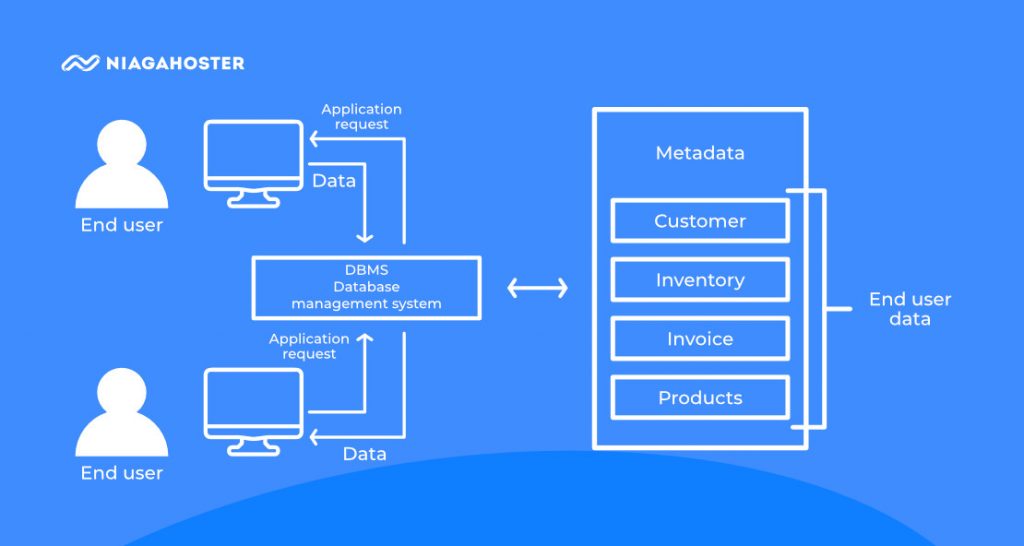 NIAGAHOSTER
Application
request
Data
End user
DBMS
Database
management system
Application
request
Data
End user
Metadata
Customer
Inventory
Invoice
Products
End user
data